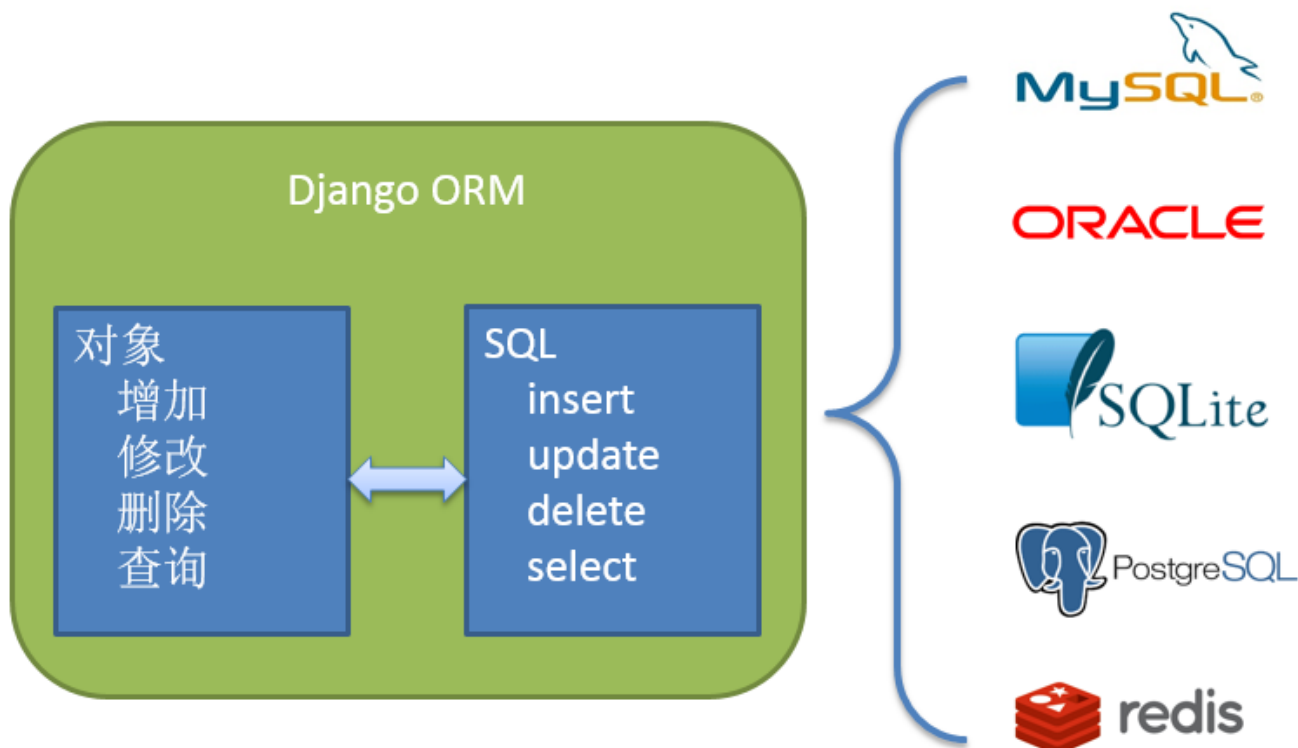 Django ORM
对象
增加
修改
删除
查询
SQL
insert
update
delete
select
MySQL®
ORACLE
SQLite
PostgreSQL
redis